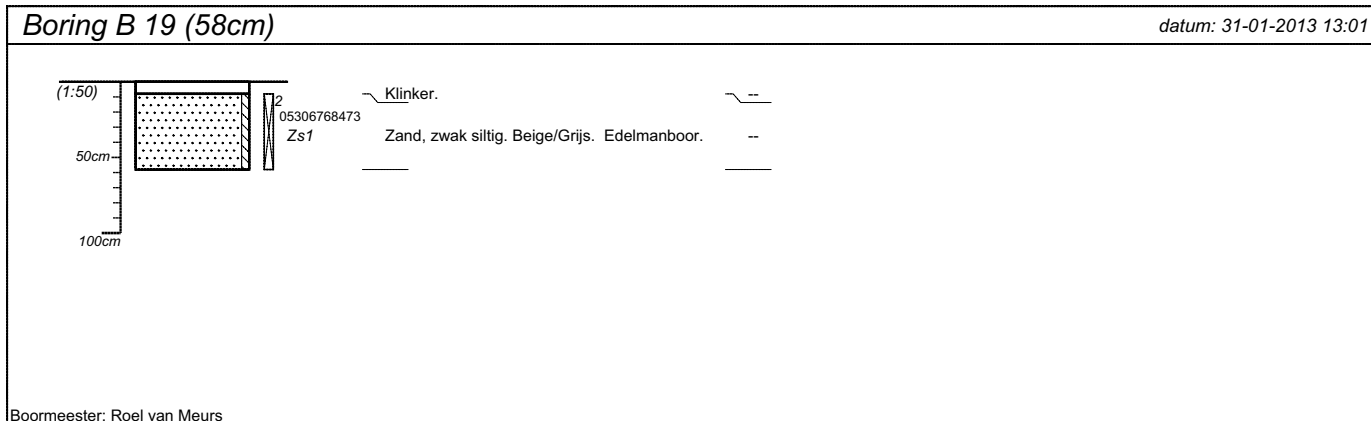 Boring B 19 (58cm) datum: 31-01-2013 13:01
(1:50) 2 Klinker. --
05306768473
Zs1 Zand, zwak siltig. Beige/Grijs. Edelmanboor. --
50cm
100cm
Boormeester: Roel van Meurs